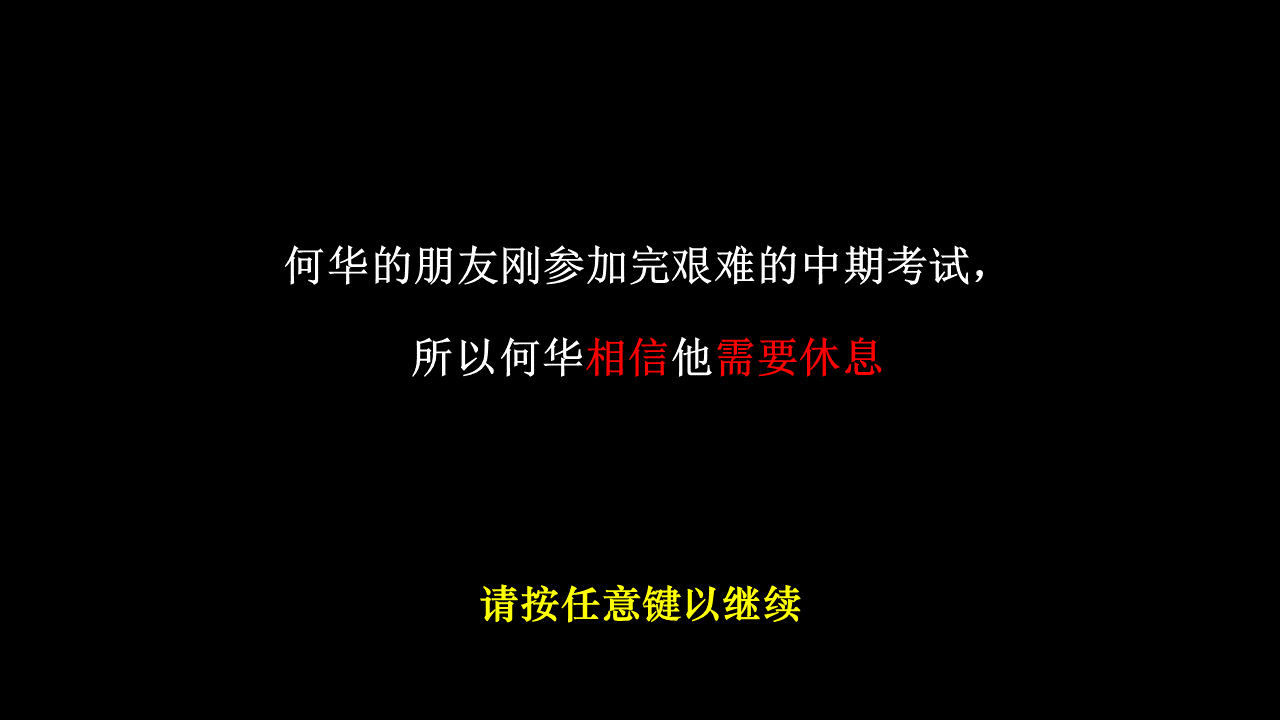 何华的朋友刚参加完艰难的中期考试，
所以何华相信他需要休息
请按任意键以继续